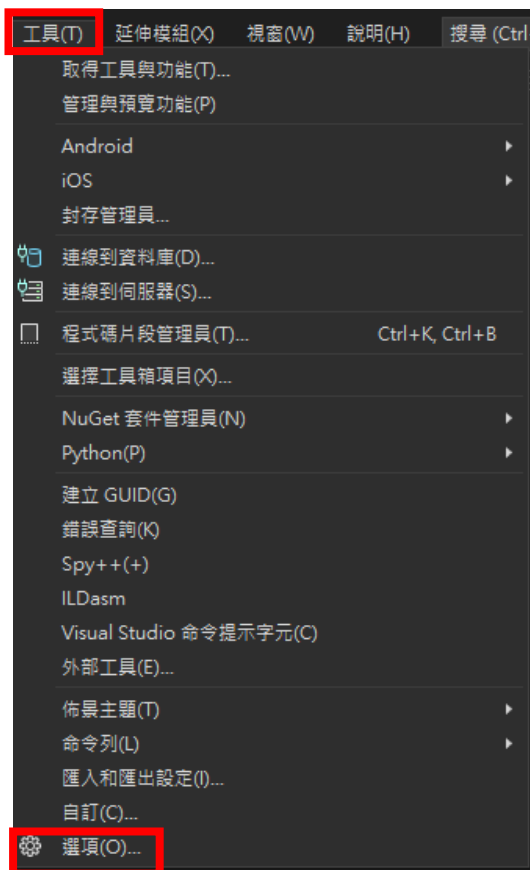 工具(T) 延伸模組(X) 視窗(W) 說明(H) 搜尋 (Ctrl
取得工具與功能(T)...
管理與預覽功能(P)
Android
iOS
封存管理員...
連線到資料庫(D)...
連線到伺服器(S)...
程式碼片段管理員(T)... Ctrl+K, Ctrl+B
選擇工具箱項目(X)...
NuGet 套件管理員(N)
Python(P)
建立 GUID(G)
錯誤查詢(K)
Spy++(+)
ILDasm
Visual Studio 命令提示字元(C)
外部工具(E)...
佈景主題(T)
命令列(L)
匯入和匯出設定(I)...
自訂(C)...
選項(O)...